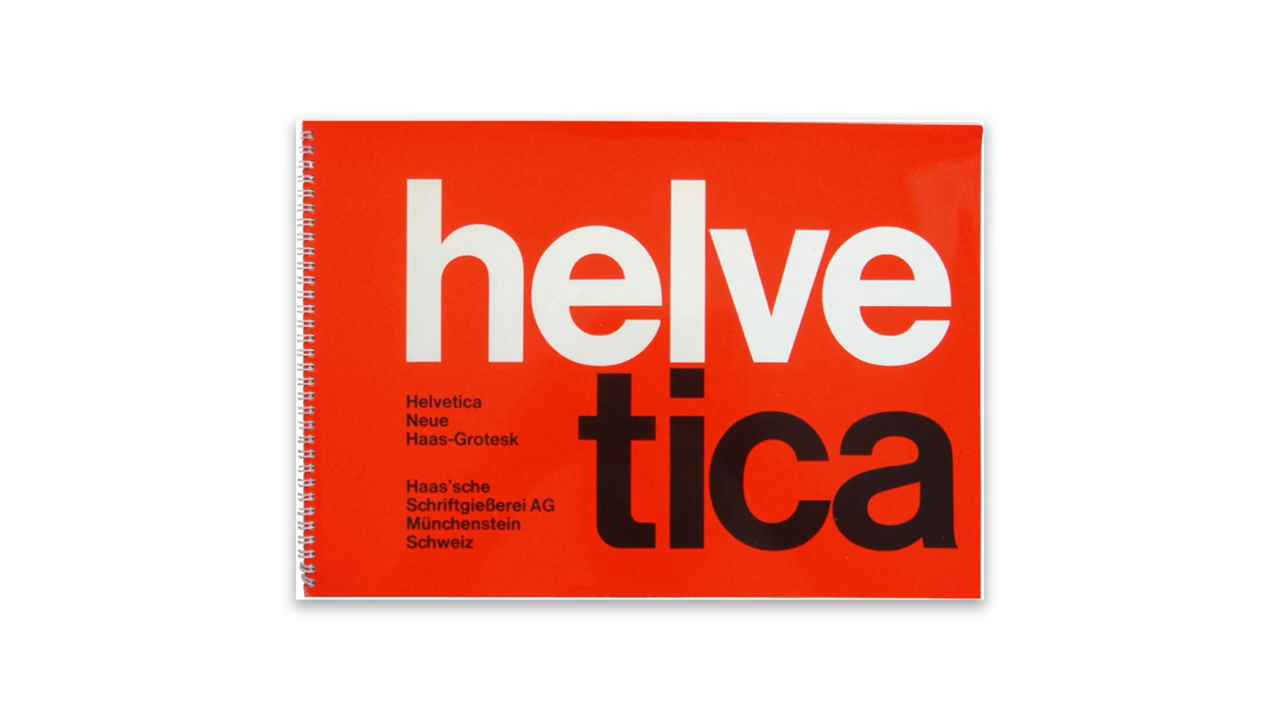 helve
tica
Helvetica
Neue
Haas-Grotesk
Haas'sche
Schriftgießerei AG
Münchenstein
Schweiz